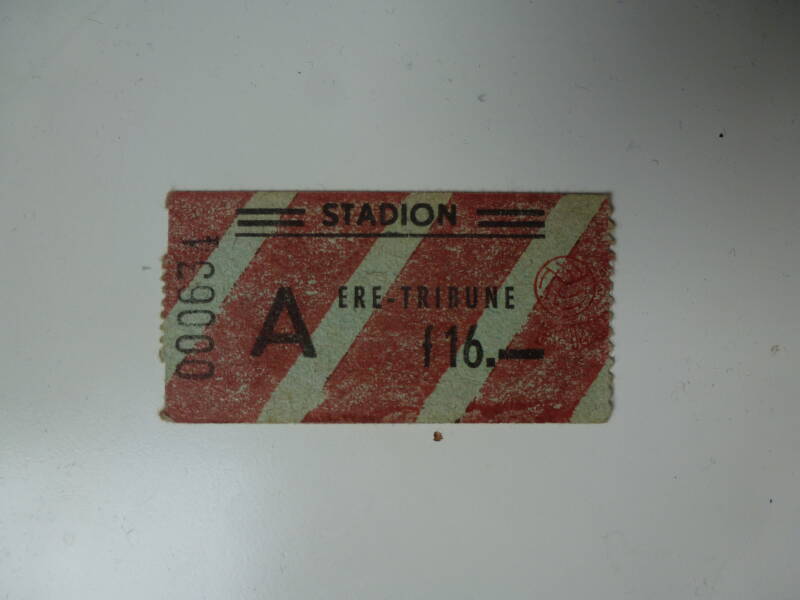 STADION
000631
A
ERE-TRIBUNE
f 16.—